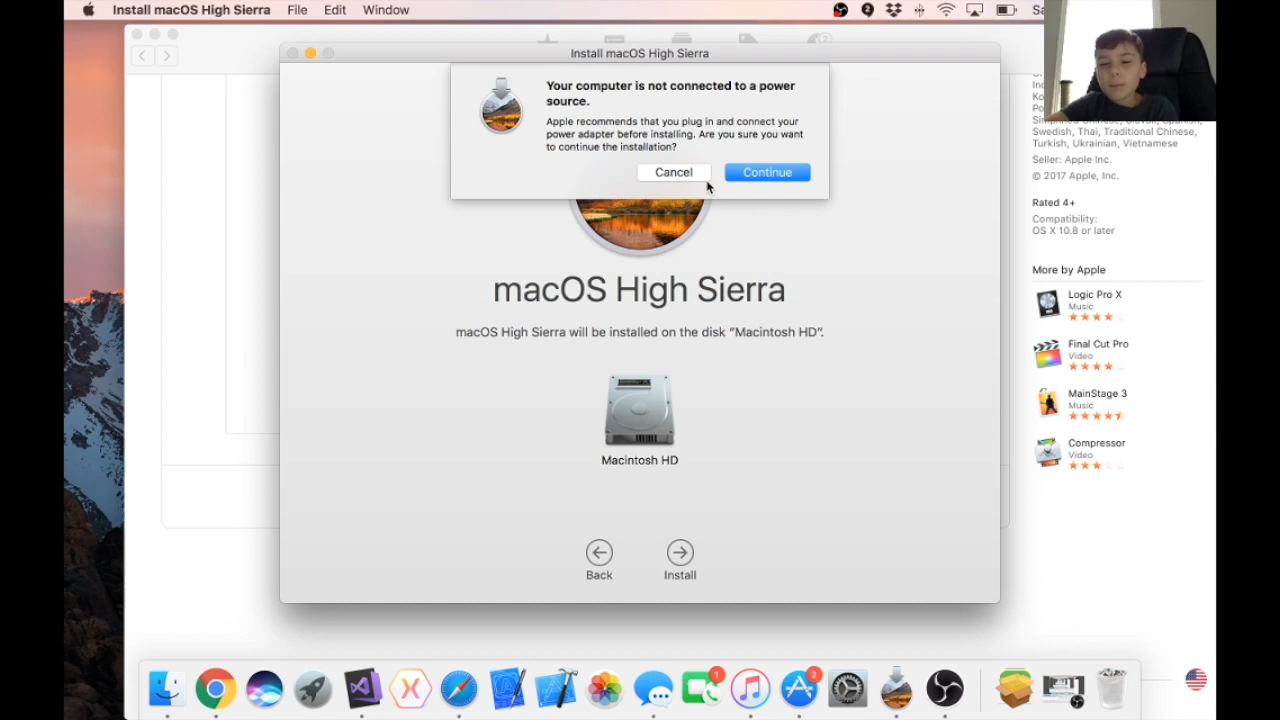 Install macOS High Sierra File Edit Window
Install macOS High Sierra
Your computer is not connected to a power
source.
Apple recommends that you plug in and connect your
power adapter before installing. Are you sure you want
to continue the installation?
Cancel Continue
macOS High Sierra
macOS High Sierra will be installed on the disk “Macintosh HD”.
Macintosh HD
Back Install
Swedish, Thai, Traditional Chinese,
Turkish, Ukrainian, Vietnamese
Seller: Apple Inc.
© 2017 Apple, Inc.
Rated 4+
Compatibility:
OS X 10.8 or later
More by Apple
Logic Pro X
Music
Final Cut Pro
Video
MainStage 3
Music
Compressor
Video
1
2